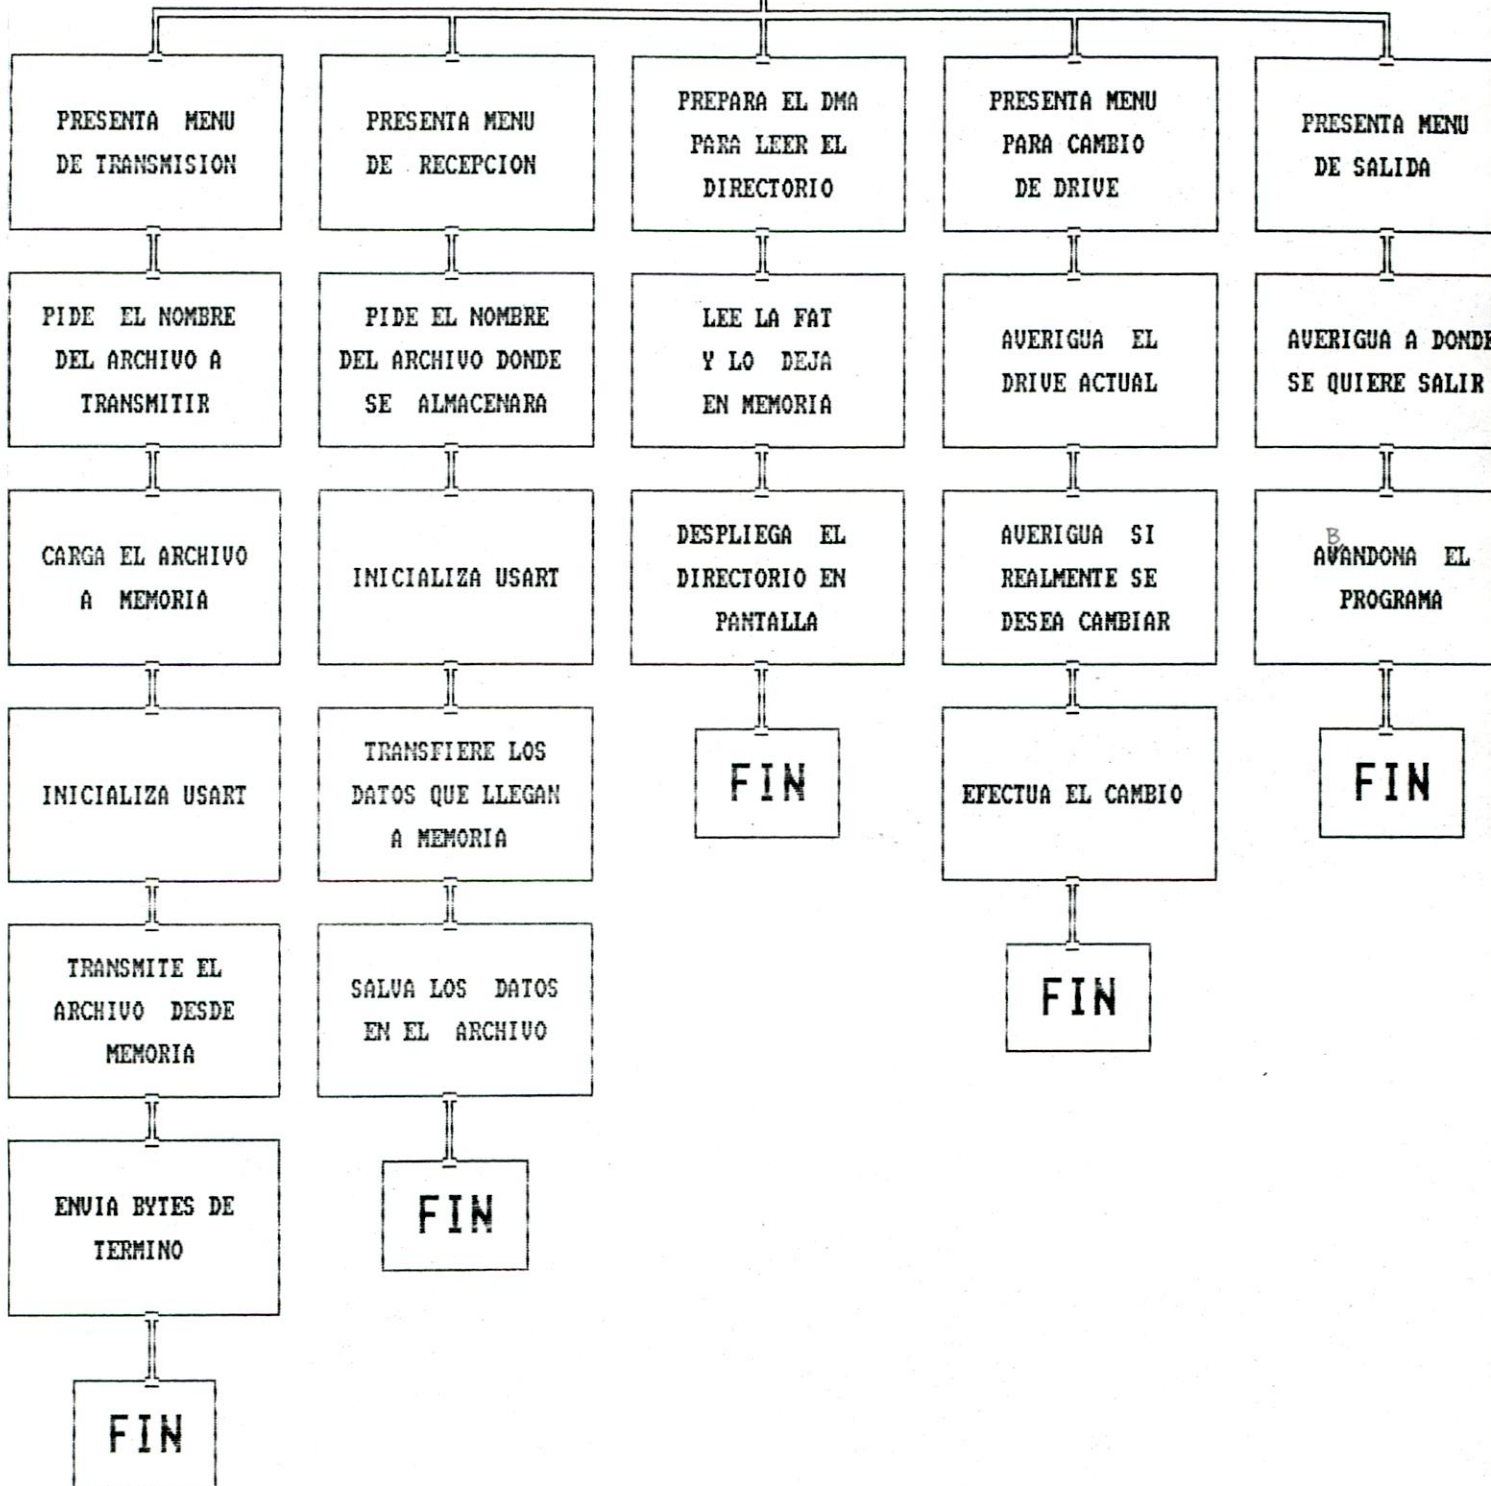 PRESENTA MENU
DE TRANSMISION
PIDE EL NOMBRE
DEL ARCHIVO A
TRANSMITIR
CARGA EL ARCHIVO
A MEMORIA
INICIALIZA USART
TRANSMITE EL
ARCHIVO DESDE
MEMORIA
ENVIA BYTES DE
TERMINO
FIN
PRESENTA MENU
DE RECEPCION
PIDE EL NOMBRE
DEL ARCHIVO DONDE
SE ALMACENARA
INICIALIZA USART
TRANSFIERE LOS
DATOS QUE LLEGAN
A MEMORIA
SALVA LOS DATOS
EN EL ARCHIVO
FIN
PREPARA EL DMA
PARA LEER EL
DIRECTORIO
LEE LA FAT
Y LO DEJA
EN MEMORIA
DESPLIEGA EL
DIRECTORIO EN
PANTALLA
FIN
PRESENTA MENU
PARA CAMBIO
DE DRIVE
AVERIGUA EL
DRIVE ACTUAL
AVERIGUA SI
REALMENTE SE
DESEA CAMBIAR
EFECTUA EL CAMBIO
FIN
PRESENTA MENU
DE SALIDA
AVERIGUA A DONDE
SE QUIERE SALIR
B
AVANDONA EL
PROGRAMA
FIN